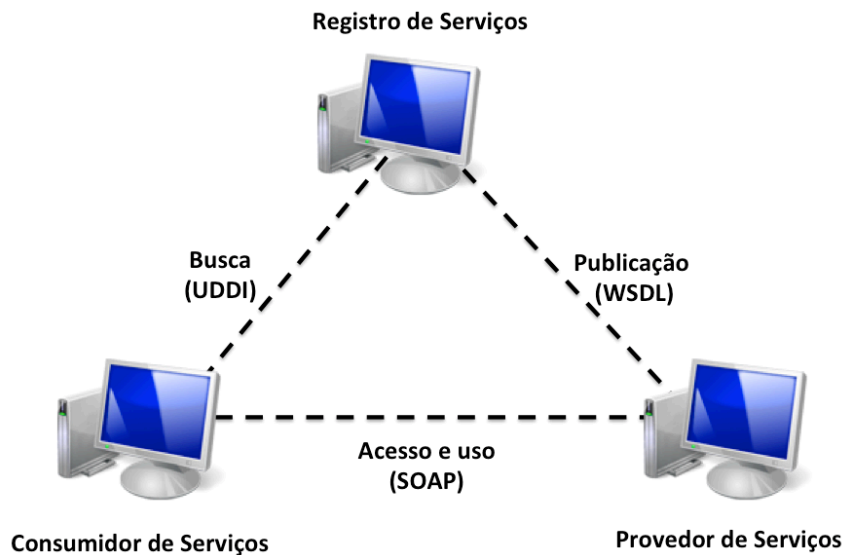 Registro de Serviços
Busca
(UDDI)
Publicação
(WSDL)
Acesso e uso
(SOAP)
Consumidor de Serviços
Provedor de Serviços